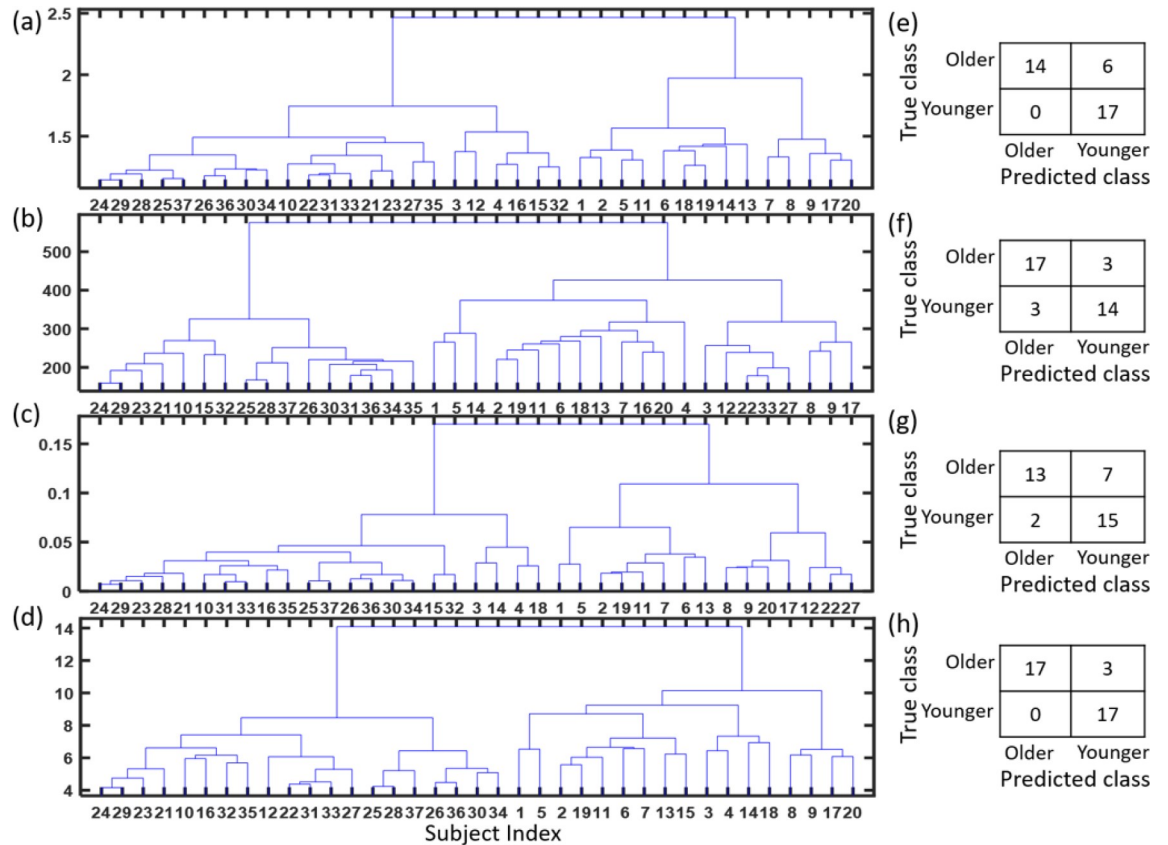 (a)
2.5
2
1.5
24 29 28 25 37 26 36 30 34 10 22 31 33 21 23 27 35 3 12 4 16 15 32 1 2 5 11 6 18 19 14 13 7 8 9 17 20
(e)
True class
Older 14 6
Younger 0 17
Older Younger
Predicted class
(b)
500
400
300
200
24 29 23 21 10 15 32 25 28 37 26 30 31 36 34 35 1 5 14 2 19 11 6 18 13 7 16 20 4 3 12 22 33 27 8 9 17
(f)
True class
Older 17 3
Younger 3 14
Older Younger
Predicted class
(c)
0.15
0.1
0.05
0
24 29 23 28 21 10 31 33 16 35 25 37 26 36 30 34 15 32 3 14 4 18 1 5 2 19 11 7 6 13 8 9 20 17 12 22 27
(g)
True class
Older 13 7
Younger 2 15
Older Younger
Predicted class
(d)
14
12
10
8
6
4
24 29 23 21 10 16 32 35 12 22 31 33 27 25 28 37 26 36 30 34 1 5 2 19 11 6 7 13 15 3 4 14 18 8 9 17 20
Subject Index
(h)
True class
Older 17 3
Younger 0 17
Older Younger
Predicted class